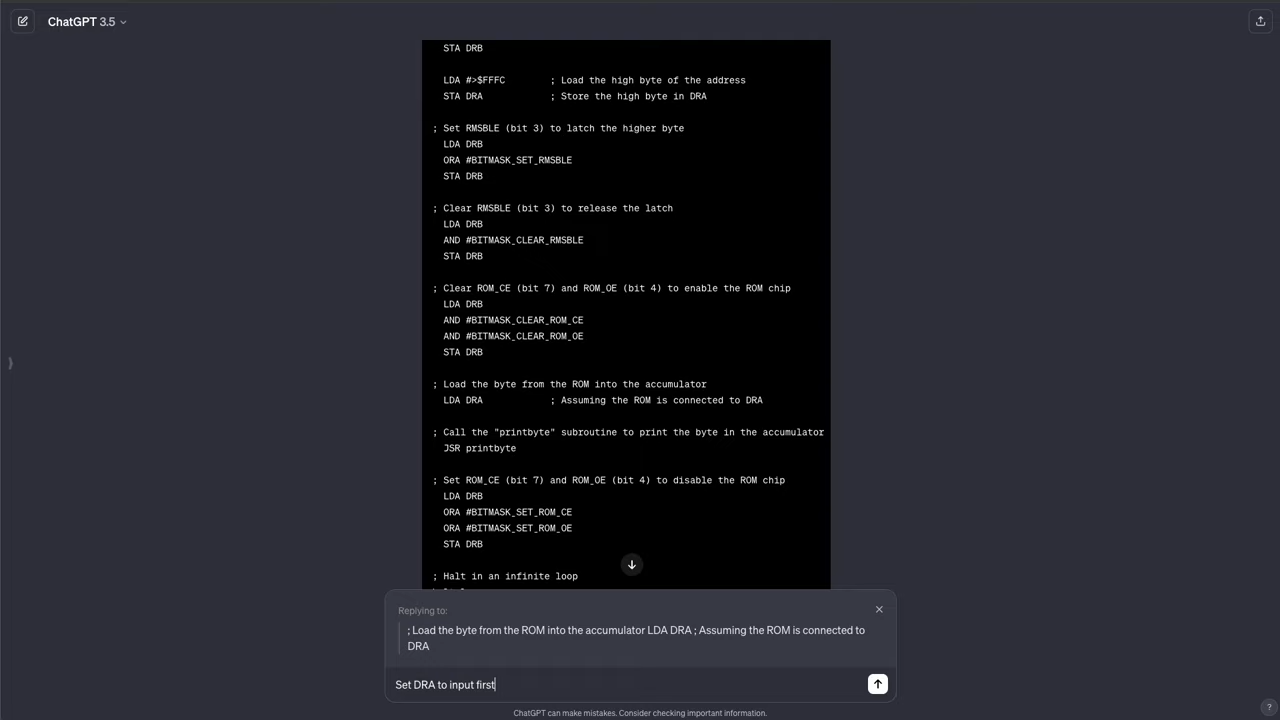 ChatGPT 3.5
STA DRB
LDA #>$FFFC ; Load the high byte of the address
STA DRA ; Store the high byte in DRA
; Set RMSBLE (bit 3) to latch the higher byte
LDA DRB
ORA #BITMASK_SET_RMSBLE
STA DRB
; Clear RMSBLE (bit 3) to release the latch
LDA DRB
AND #BITMASK_CLEAR_RMSBLE
STA DRB
; Clear ROM_CE (bit 7) and ROM_OE (bit 4) to enable the ROM chip
LDA DRB
AND #BITMASK_CLEAR_ROM_CE
AND #BITMASK_CLEAR_ROM_OE
STA DRB
; Load the byte from the ROM into the accumulator
LDA DRA ; Assuming the ROM is connected to DRA
; Call the "printbyte" subroutine to print the byte in the accumulator
JSR printbyte
; Set ROM_CE (bit 7) and ROM_OE (bit 4) to disable the ROM chip
LDA DRB
ORA #BITMASK_SET_ROM_CE
ORA #BITMASK_SET_ROM_OE
STA DRB
; Halt in an infinite loop
Replying to:
; Load the byte from the ROM into the accumulator LDA DRA ; Assuming the ROM is connected to
DRA
Set DRA to input first
ChatGPT can make mistakes. Consider checking important information.
?